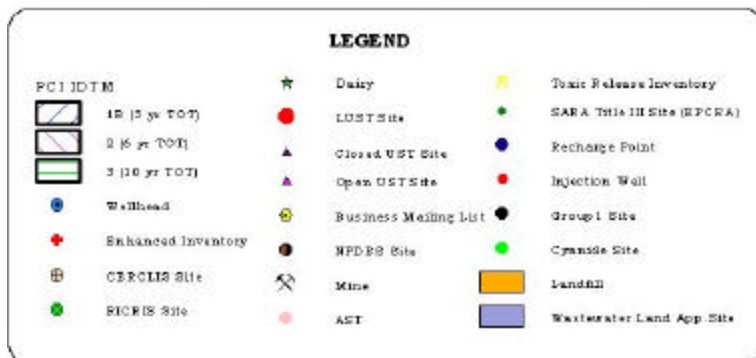 LEGEND
PCI IDTM
1B (3 yr TOT)
2 (6 yr TOT)
3 (10 yr TOT)
Wellhead
Enhanced Inventory
CERCLIS Site
RICRIS Site
Dairy
LUST Site
Closed UST Site
Open UST Site
Business Mailing List
NPDES Site
Mine
AST
Toxic Release Inventory
SARA Title III Site (EPCRA)
Recharge Point
Injection Well
Group1 Site
Cyanide Site
Landfill
Wastewater Land App. Site